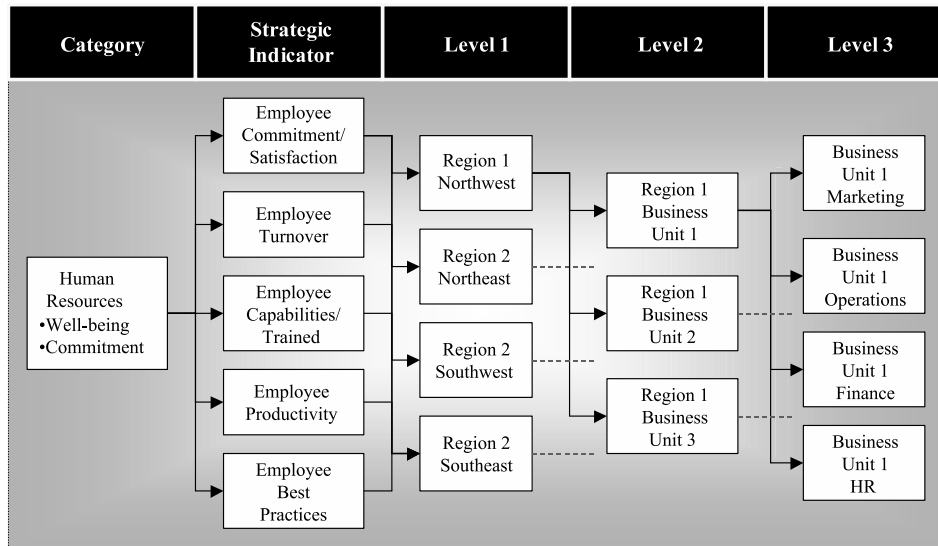 Category
Strategic
Indicator
Level 1
Level 2
Level 3
Human
Resources
•Well-being
•Commitment
Employee
Commitment/
Satisfaction
Employee
Turnover
Employee
Capabilities/
Trained
Employee
Productivity
Employee
Best
Practices
Region 1
Northwest
Region 2
Northeast
Region 2
Southwest
Region 2
Southeast
Region 1
Business
Unit 1
Region 1
Business
Unit 2
Region 1
Business
Unit 3
Business
Unit 1
Marketing
Business
Unit 1
Operations
Business
Unit 1
Finance
Business
Unit 1
HR